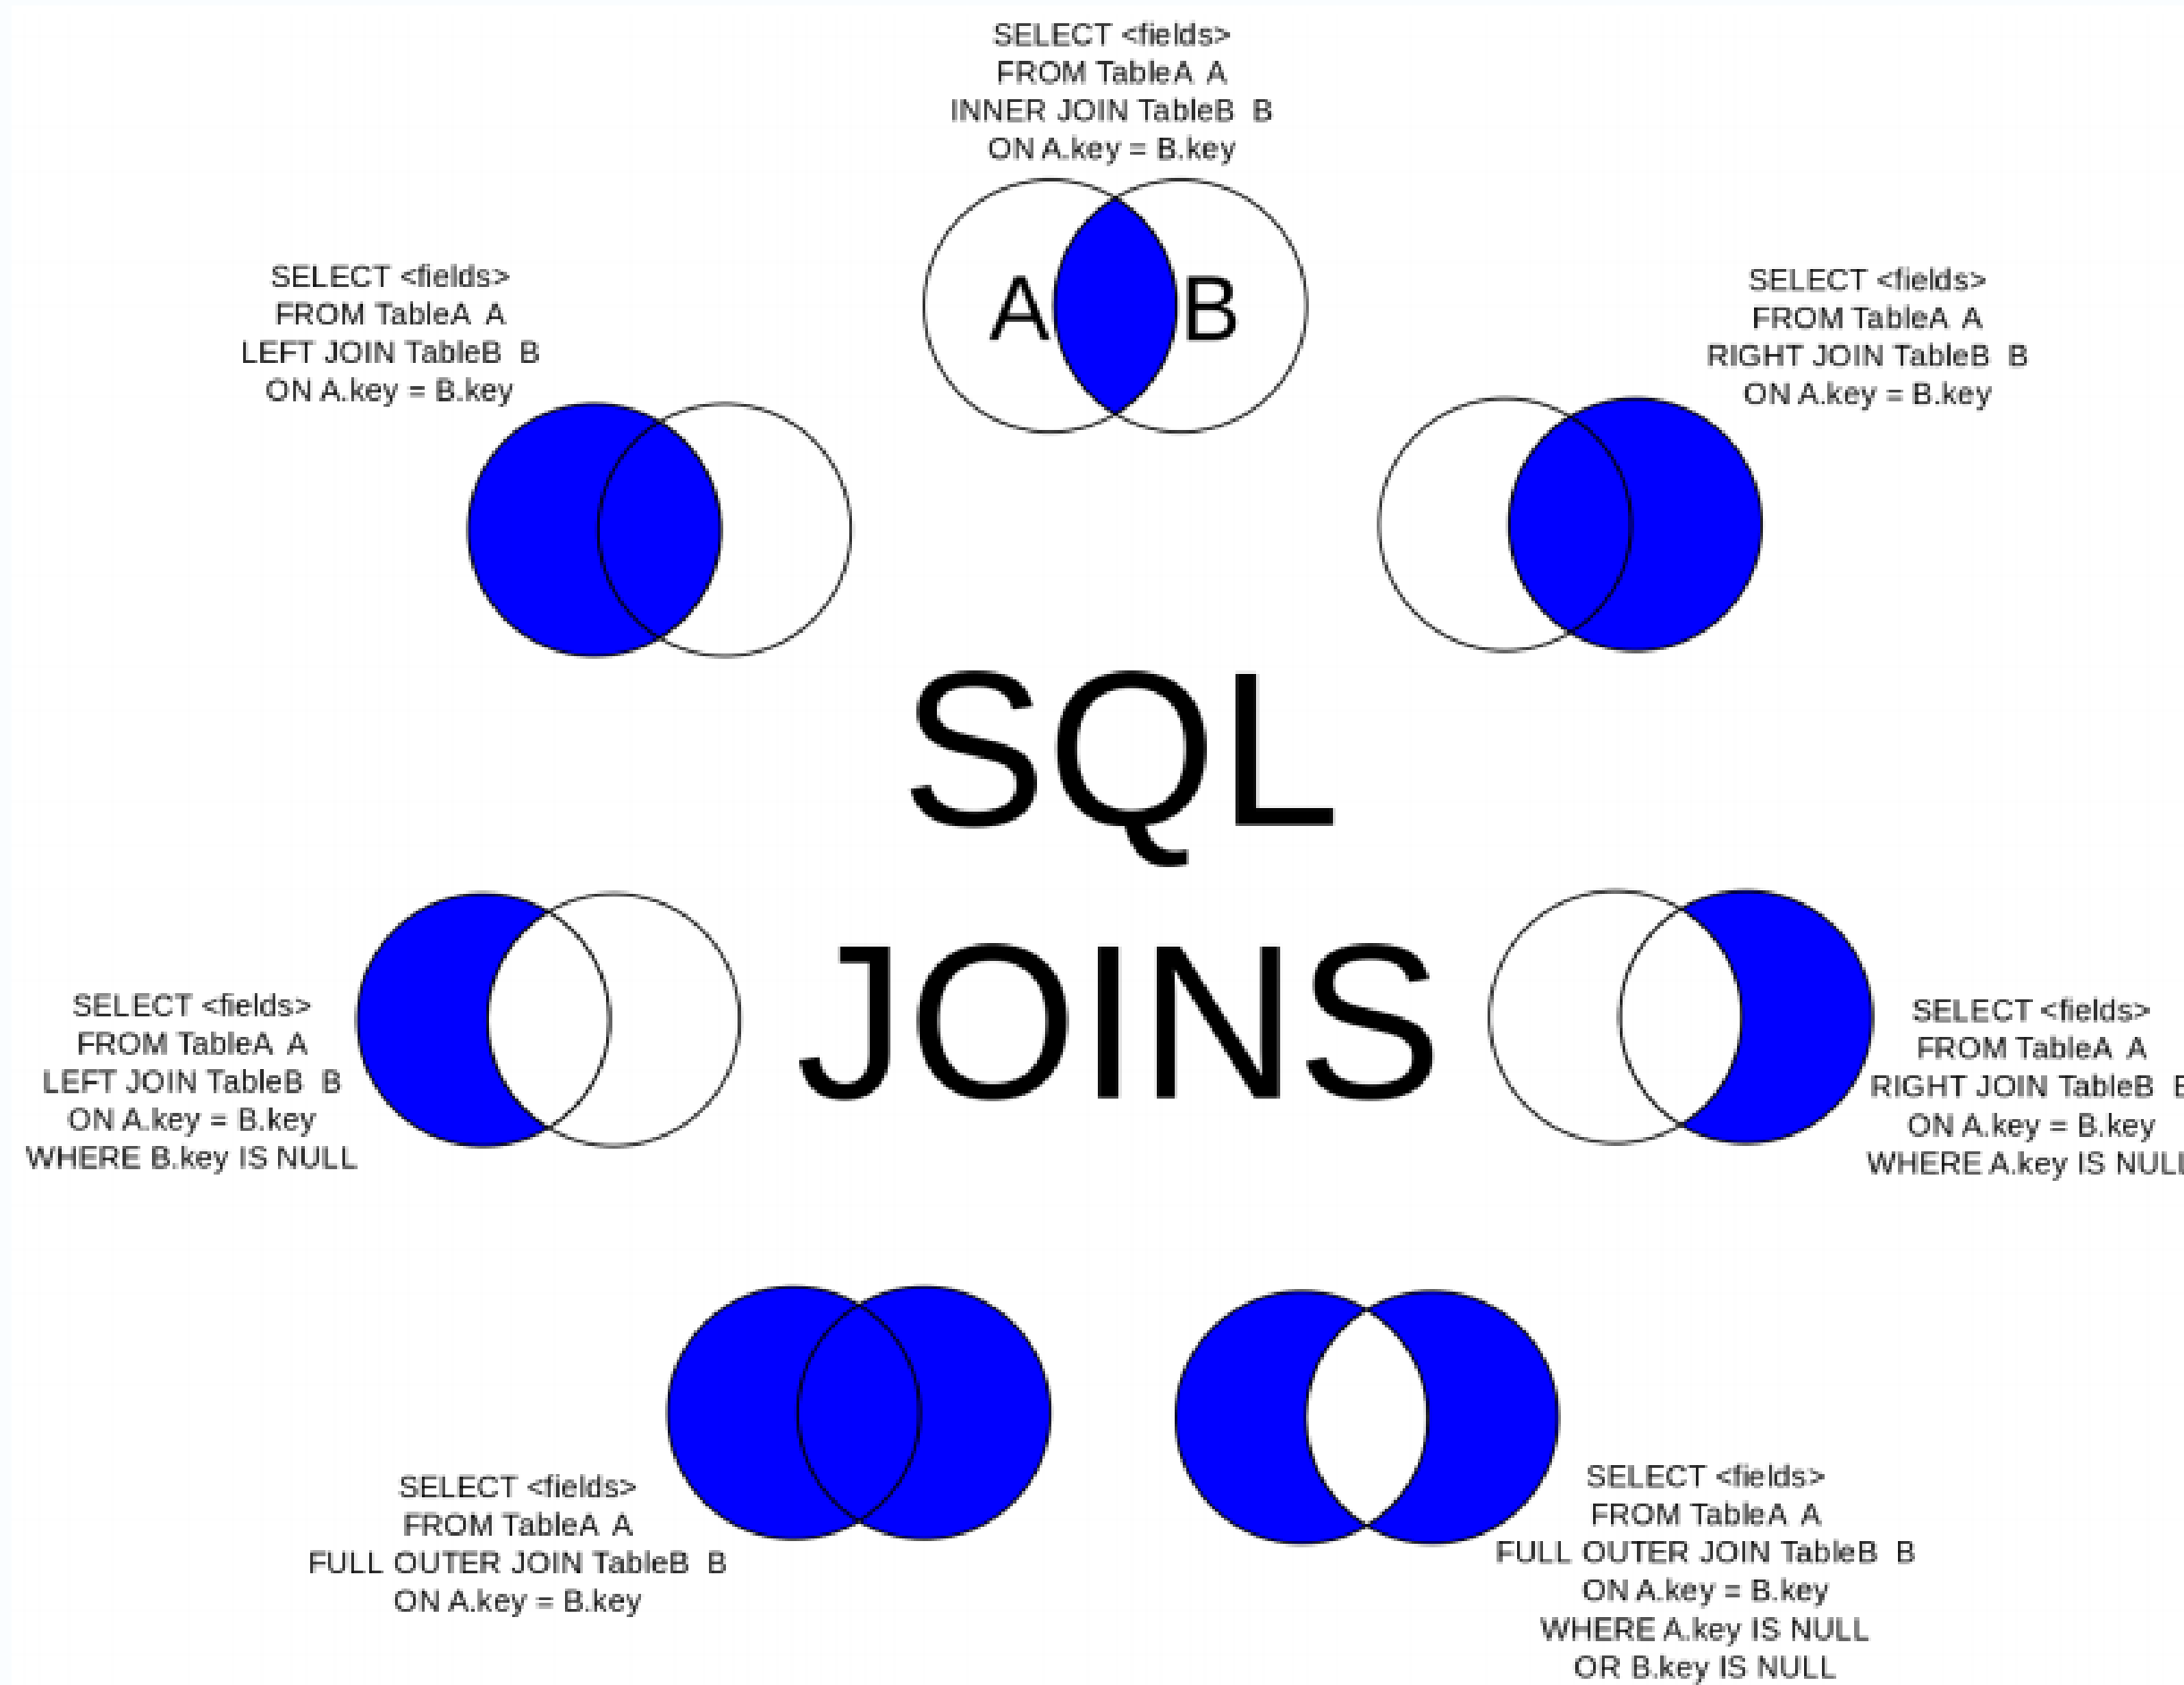 SELECT <fields>
FROM TableA A
INNER JOIN TableB B
ON A.key = B.key
A B
SELECT <fields>
FROM TableA A
LEFT JOIN TableB B
ON A.key = B.key
SELECT <fields>
FROM TableA A
RIGHT JOIN TableB B
ON A.key = B.key
SQL
JOINS
SELECT <fields>
FROM TableA A
LEFT JOIN TableB B
ON A.key = B.key
WHERE B.key IS NULL
SELECT <fields>
FROM TableA A
RIGHT JOIN TableB B
ON A.key = B.key
WHERE A.key IS NULL
SELECT <fields>
FROM TableA A
FULL OUTER JOIN TableB B
ON A.key = B.key
SELECT <fields>
FROM TableA A
FULL OUTER JOIN TableB B
ON A.key = B.key
WHERE A.key IS NULL
OR B.key IS NULL